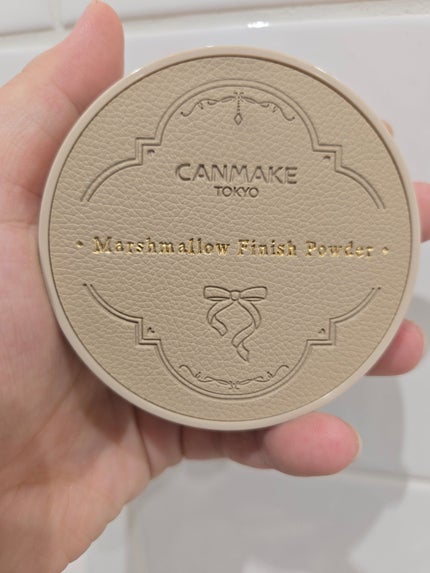 CANMAKE
TOKYO
• Marshmallow Finish Powder •